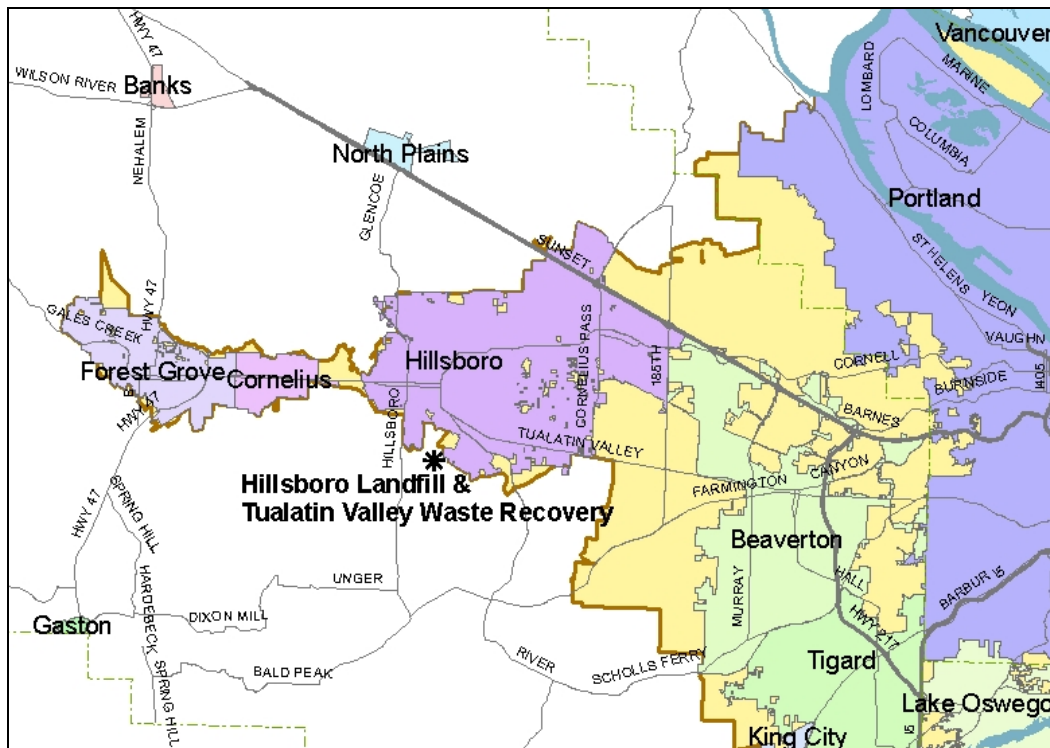 HWY 47
Vancouver
WILSON RIVER
Banks
LOMBARD
MARINE
COLUMBIA
North Plains
NEHALEM
GLENCOE
Portland
SUNSET
ST HELENS
YEON
HWY 47
GALES CREEK
VAUGHN
Forest Grove
Cornelius
Hillsboro
CORNELIUS PASS
185TH
CORNELL
BURNSIDE
I405
HWY 47
HILLSBORO
BARNES
TUALATIN VALLEY
CANYON
Hillsboro Landfill &
Tualatin Valley Waste Recovery
FARMINGTON
HWY 47
SPRING HILL
Beaverton
UNGER
HALL
MURRAY
BARBUR
I5
HARDEBECK
DIXON MILL
Gaston
HWY 217
RIVER
SCHOLLS FERRY
Tigard
BALD PEAK
SPRING HILL
Lake Oswego
I5
King City